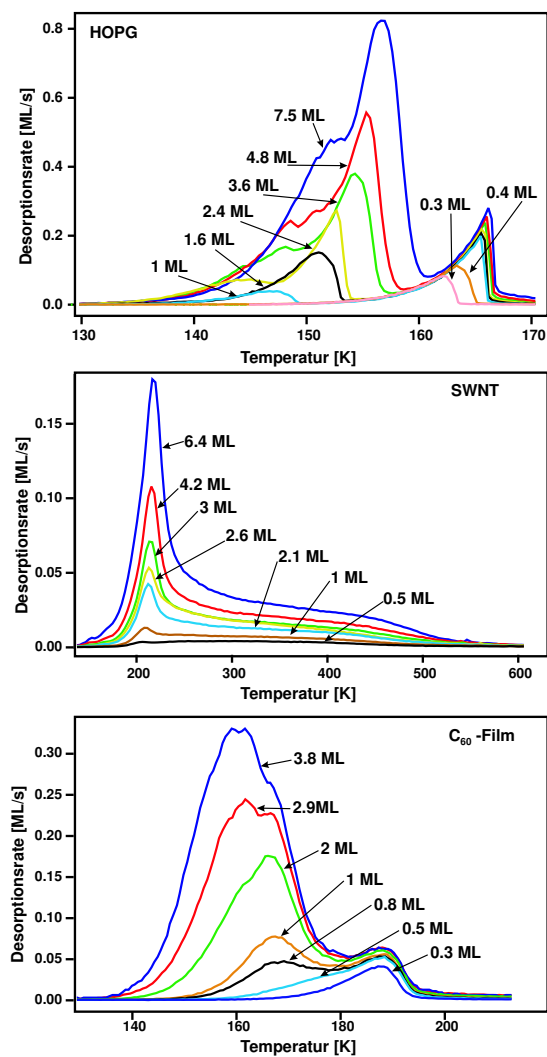 HOPG
Desorptionsrate [ML/s]
0.8
0.6
0.4
0.2
0.0
7.5 ML
4.8 ML
3.6 ML
2.4 ML
1.6 ML
1 ML
0.3 ML
0.4 ML
130
140
150
160
170
Temperatur [K]
SWNT
Desorptionsrate [ML/s]
0.15
0.10
0.05
0.00
6.4 ML
4.2 ML
3 ML
2.6 ML
2.1 ML
1 ML
0.5 ML
200
300
400
500
600
Temperatur [K]
C60 -Film
Desorptionsrate [ML/s]
0.30
0.25
0.20
0.15
0.10
0.05
0.00
3.8 ML
2.9ML
2 ML
1 ML
0.8 ML
0.5 ML
0.3 ML
140
160
180
200
Temperatur [K]